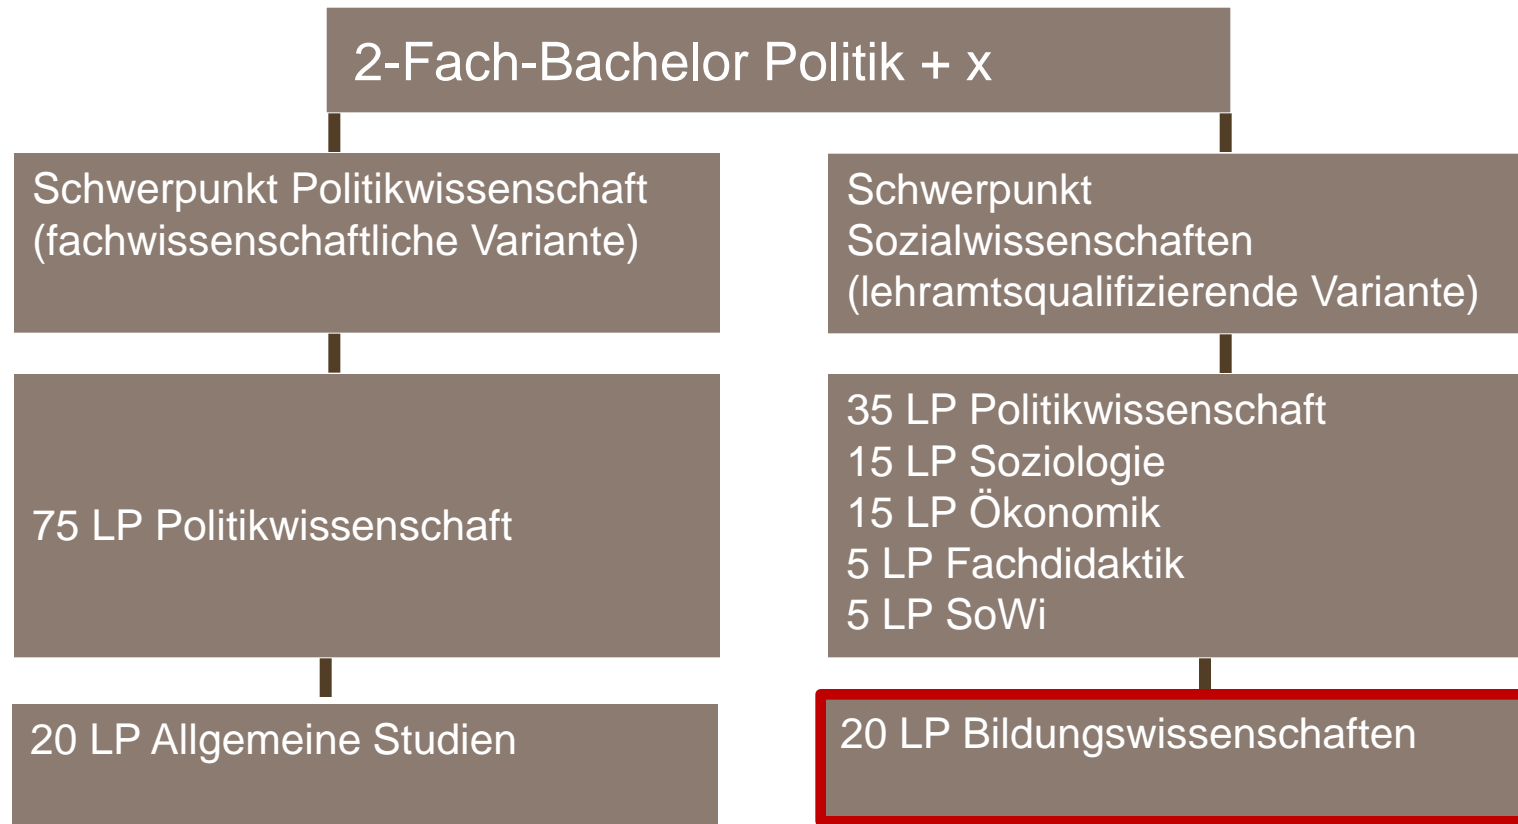 2-Fach-Bachelor Politik + x
Schwerpunkt Politikwissenschaft
(fachwissenschaftliche Variante)
75 LP Politikwissenschaft
20 LP Allgemeine Studien
Schwerpunkt
Sozialwissenschaften
(lehramtsqualifizierende Variante)
35 LP Politikwissenschaft
15 LP Soziologie
15 LP Ökonomik
5 LP Fachdidaktik
5 LP SoWi
20 LP Bildungswissenschaften